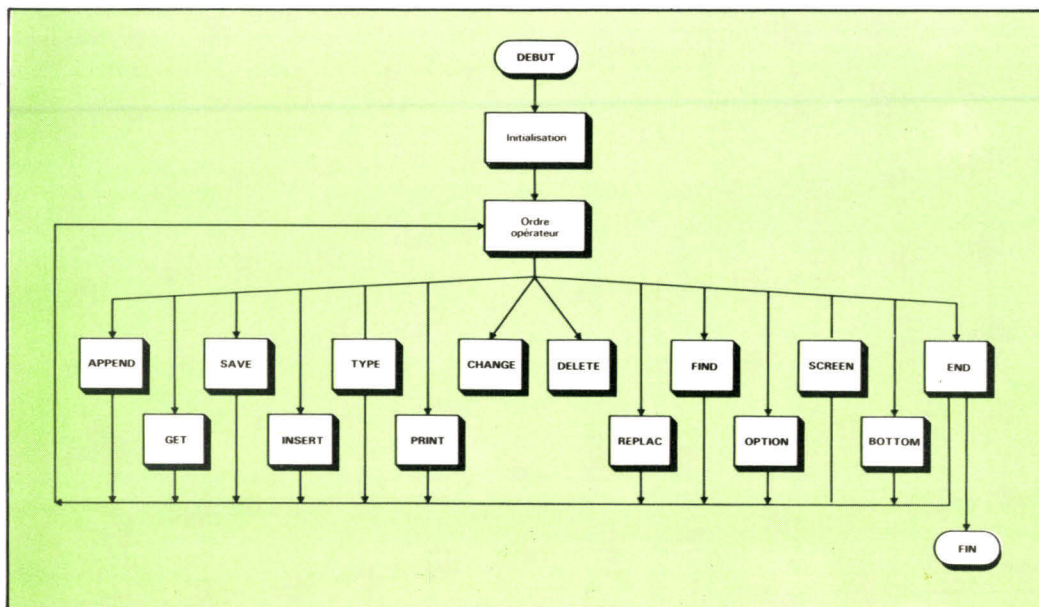 DEBUT
Initialisation
Ordre
opérateur
APPEND
SAVE
TYPE
CHANGE
DELETE
FIND
SCREEN
END
GET
INSERT
PRINT
REPLAC
OPTION
BOTTOM
FIN